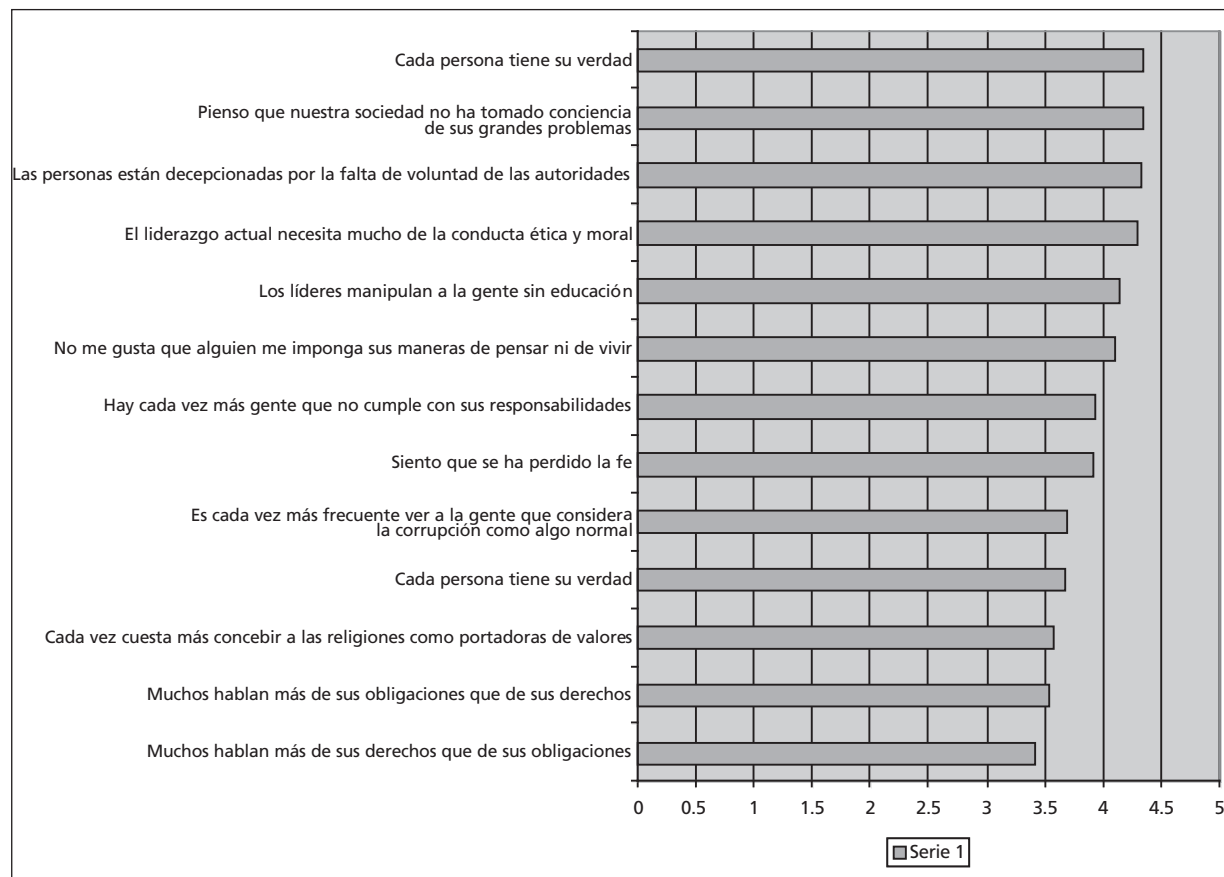 Cada persona tiene su verdad
Pienso que nuestra sociedad no ha tomado conciencia
de sus grandes problemas
Las personas están decepcionadas por la falta de voluntad de las autoridades
El liderazgo actual necesita mucho de la conducta ética y moral
Los líderes manipulan a la gente sin educación
No me gusta que alguien me imponga sus maneras de pensar ni de vivir
Hay cada vez más gente que no cumple con sus responsabilidades
Siento que se ha perdido la fe
Es cada vez más frecuente ver a la gente que considera
la corrupción como algo normal
Cada persona tiene su verdad
Cada vez cuesta más concebir a las religiones como portadoras de valores
Muchos hablan más de sus obligaciones que de sus derechos
Muchos hablan más de sus derechos que de sus obligaciones
0 0.5 1 1.5 2 2.5 3 3.5 4 4.5 5
Serie 1